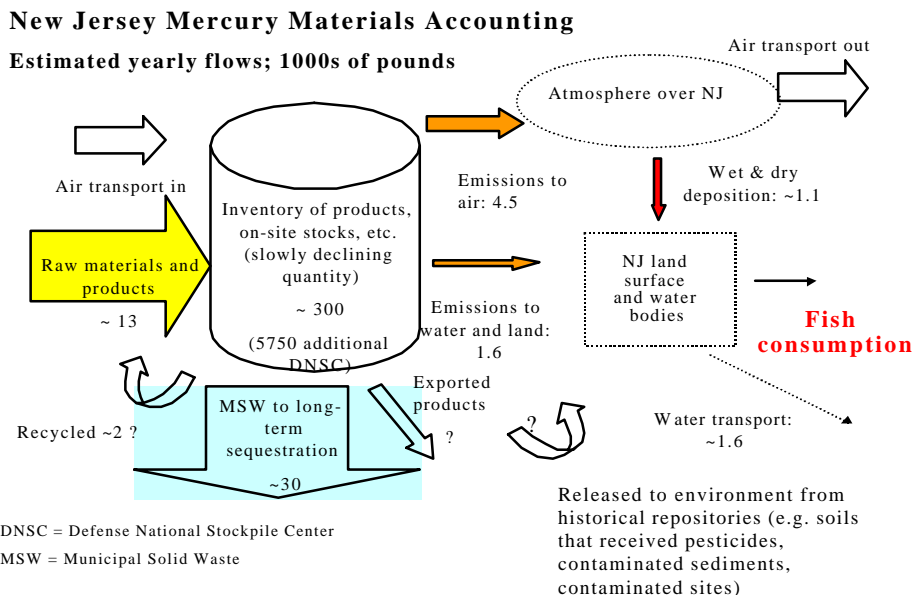 New Jersey Mercury Materials Accounting
Estimated yearly flows; 1000s of pounds
Air transport out
Atmosphere over NJ
Air transport in
Emissions to
air: 4.5
Wet & dry
deposition: ~1.1
Inventory of products,
on-site stocks, etc.
(slowly declining
quantity)
~ 300
(5750 additional
DNSC)
Raw materials and
products
~ 13
NJ land
surface
and water
bodies
Emissions to
water and land:
1.6
Fish
consumption
Exported
products
?
MSW to long-
term
sequestration
~30
Recycled ~2 ?
?
Water transport:
~1.6
Released to environment from
historical repositories (e.g. soils
that received pesticides,
contaminated sediments,
contaminated sites)
DNSC = Defense National Stockpile Center
MSW = Municipal Solid Waste